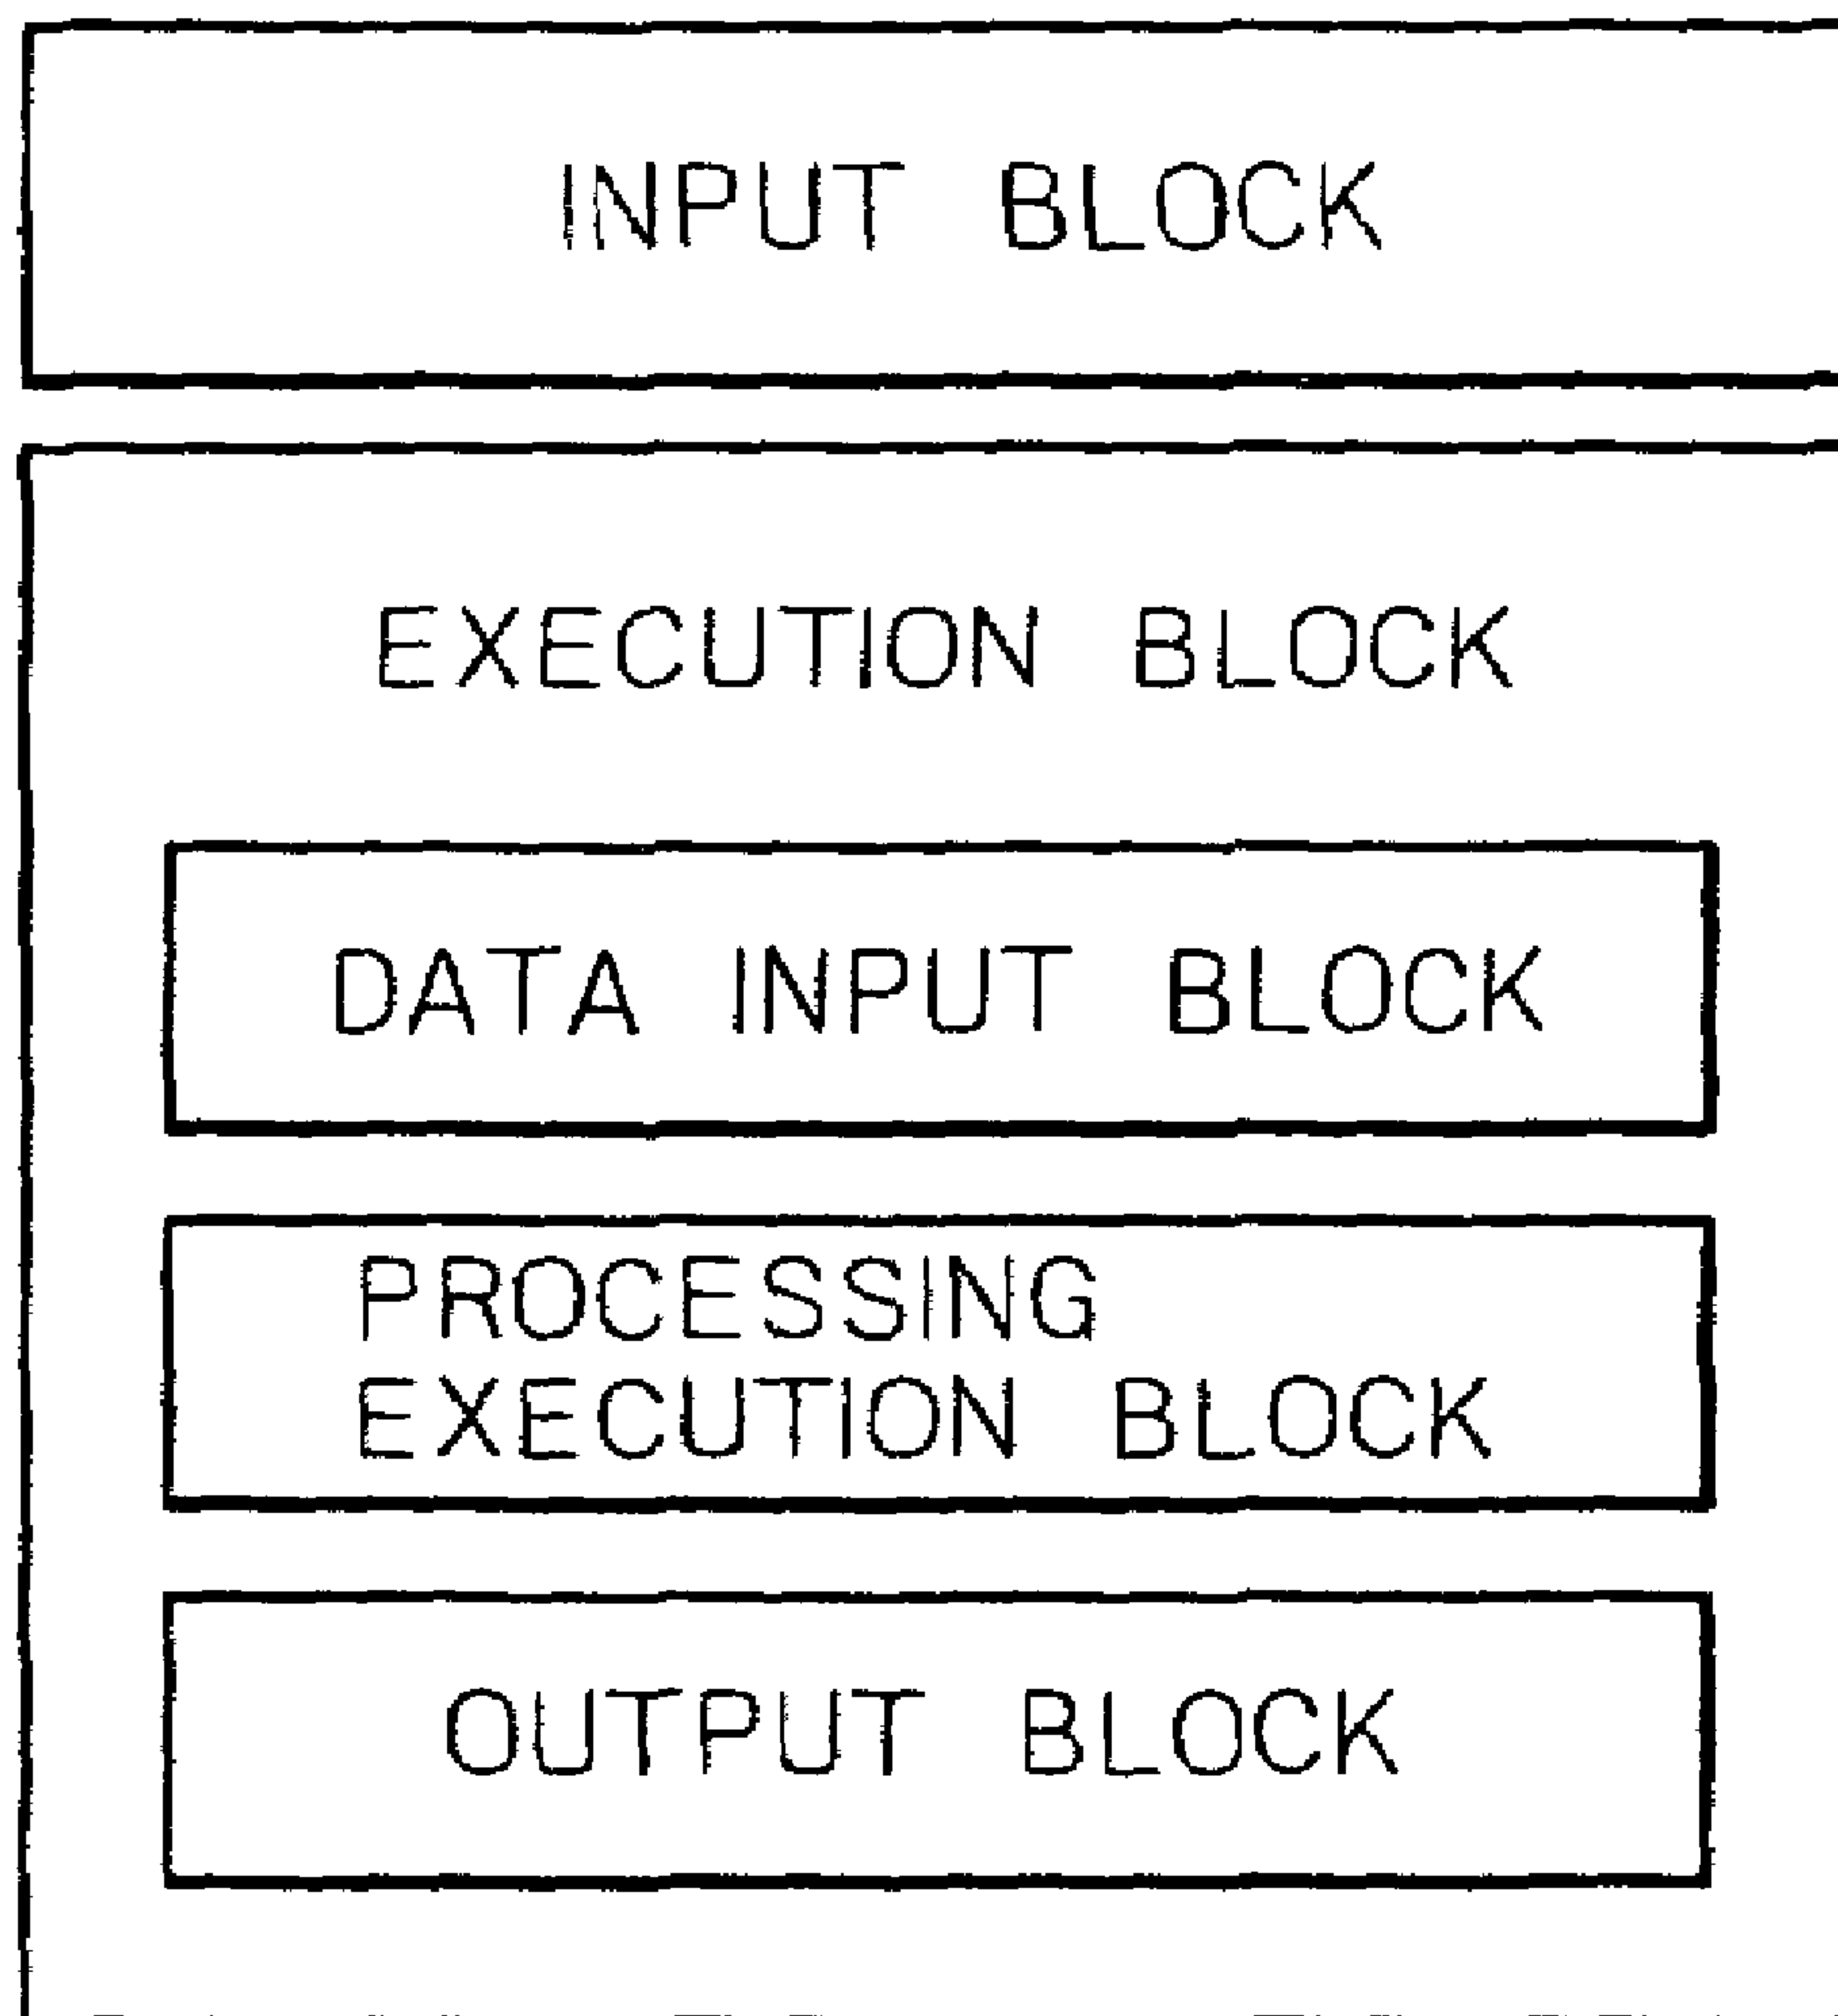 INPUT BLOCK
EXECUTION BLOCK
DATA INPUT BLOCK
PROCESSING
EXECUTION BLOCK
OUTPUT BLOCK